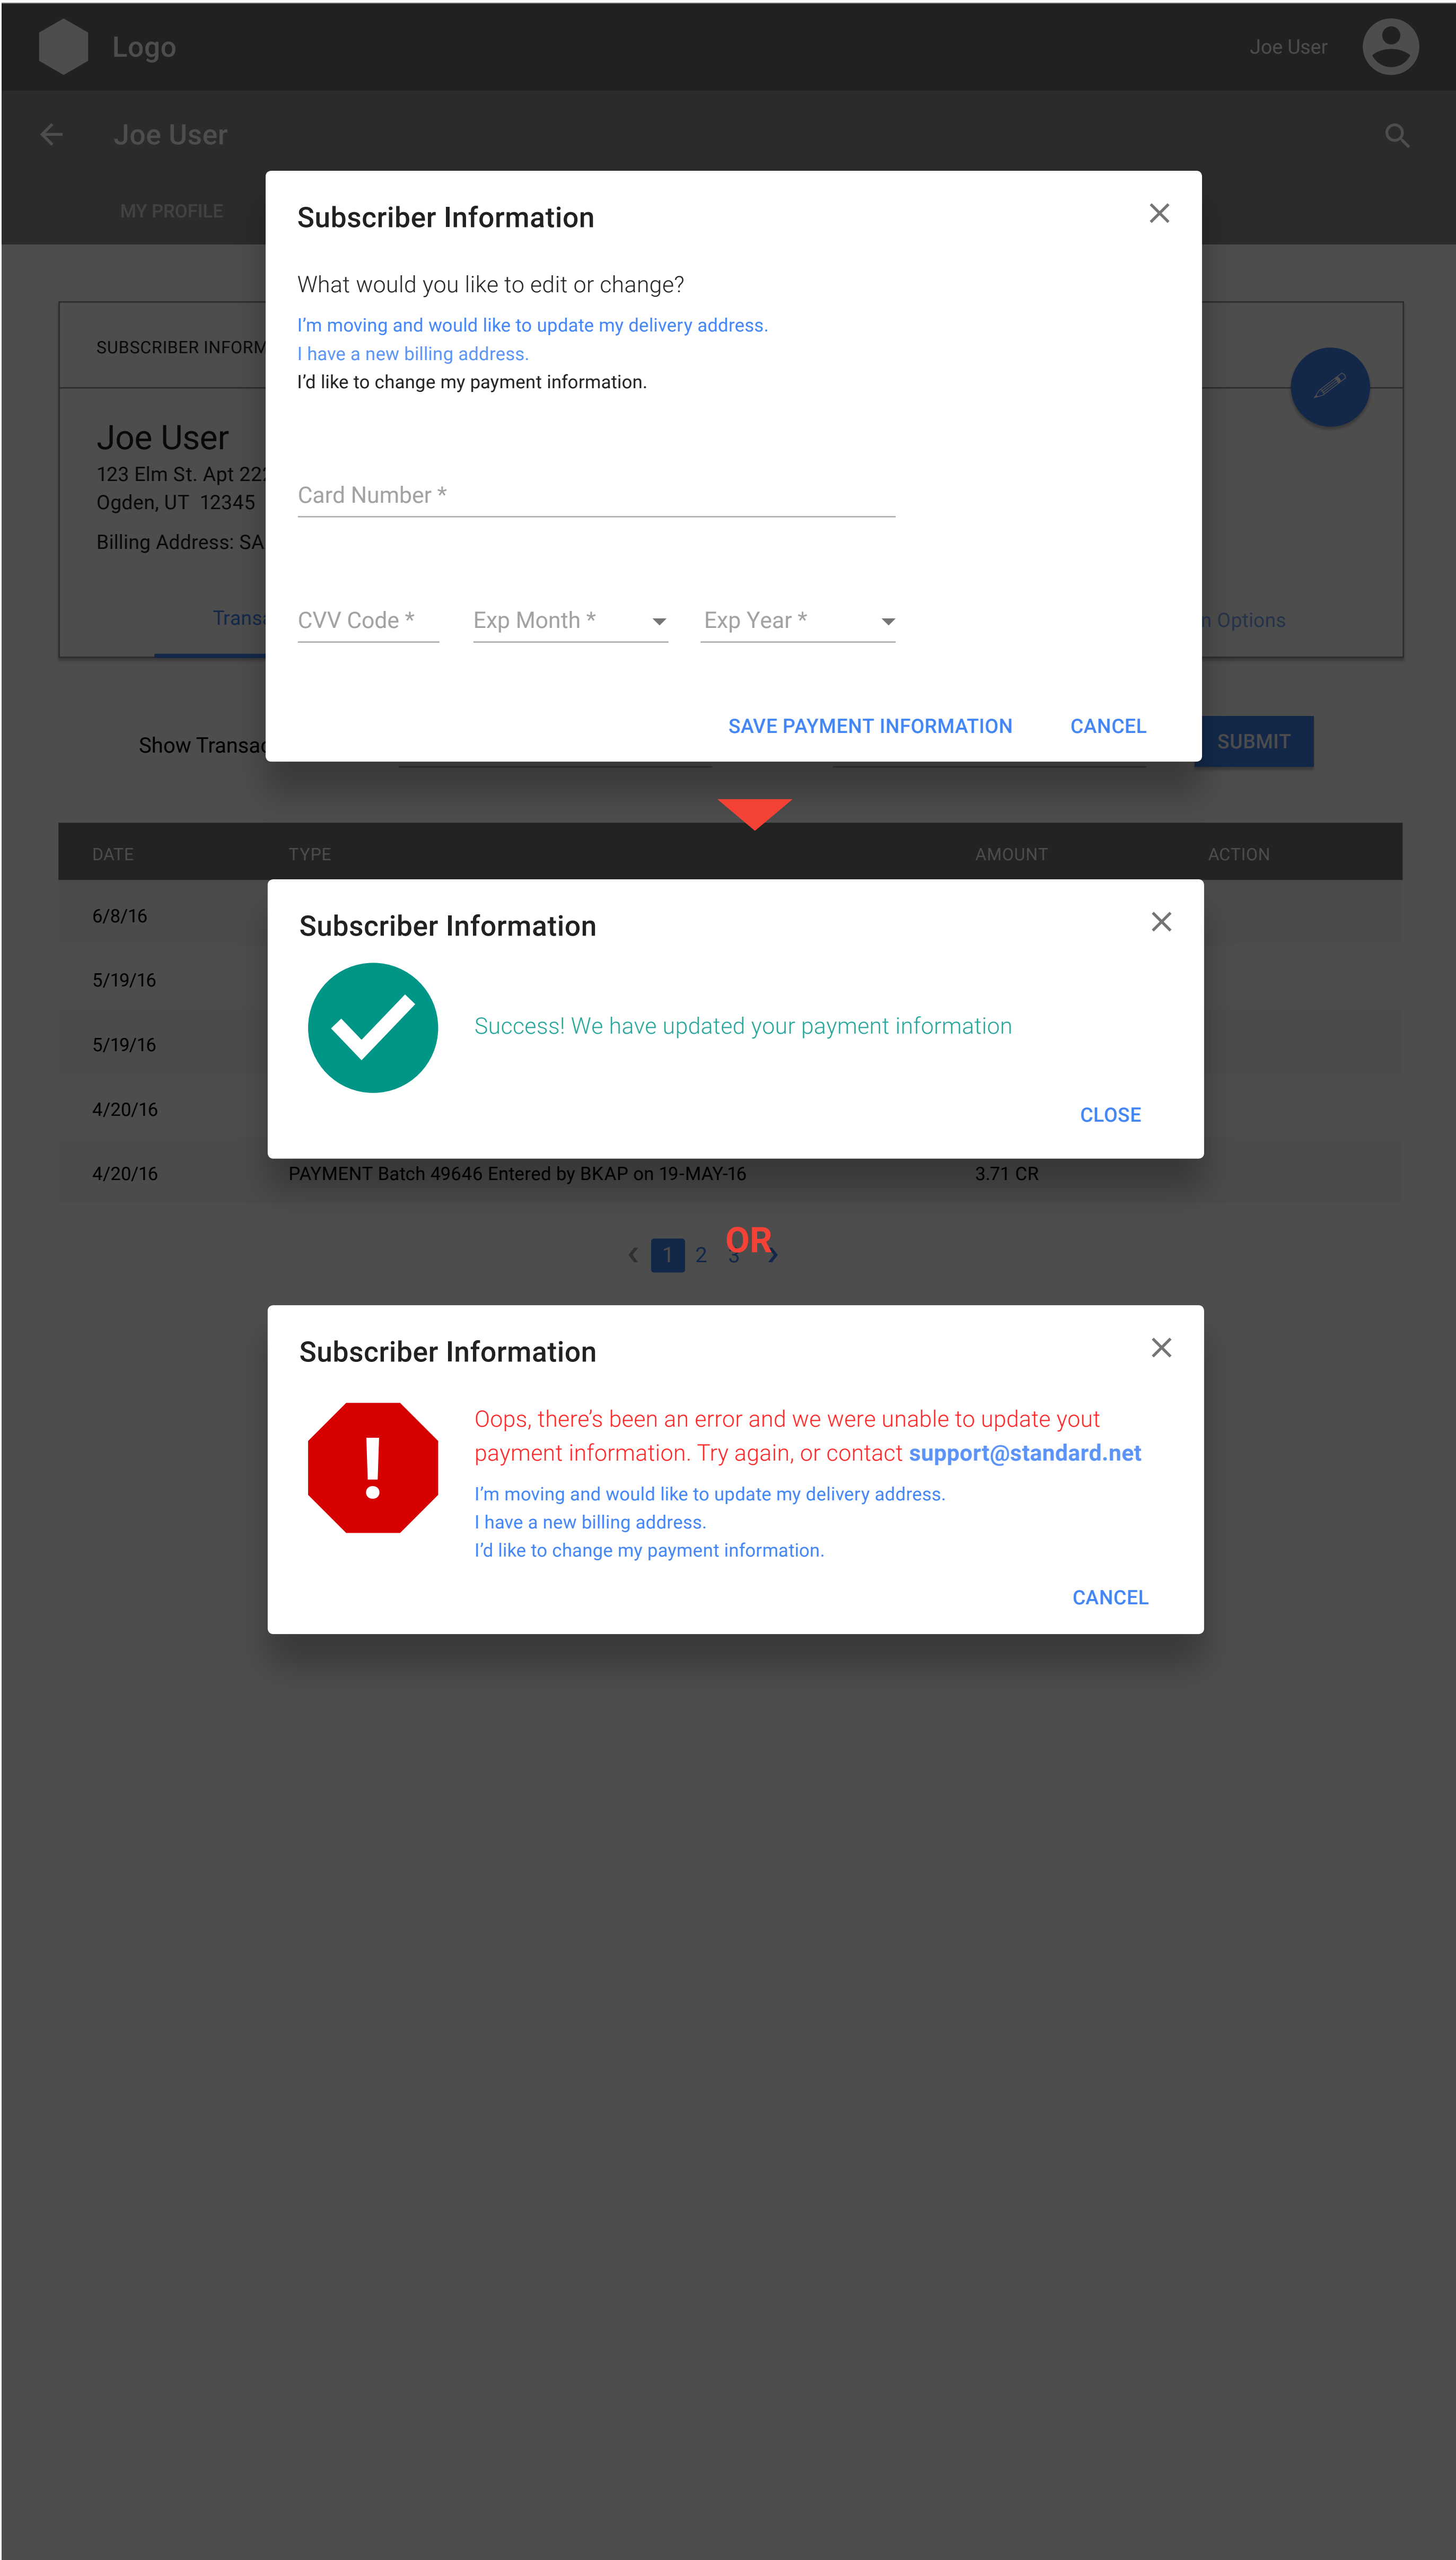 Logo
Joe User
Joe User
MY PROFILE
Subscriber Information
What would you like to edit or change?
I'm moving and would like to update my delivery address.
I have a new billing address.
I'd like to change my payment information.
SUBSCRIBER INFORM
Joe User
123 Elm St. Apt 222
Ogden, UT 12345
Billing Address: SA
Card Number *
CVV Code *
Exp Month *
Exp Year *
Transa
n Options
SAVE PAYMENT INFORMATION
CANCEL
Show Transac
SUBMIT
DATE TYPE AMOUNT ACTION
6/8/16
5/19/16
5/19/16
4/20/16
Subscriber Information
Success! We have updated your payment information
CLOSE
4/20/16 PAYMENT Batch 49646 Entered by BKAP on 19-MAY-16 3.71 CR
OR
1 2 3
Subscriber Information
Oops, there's been an error and we were unable to update yout
payment information. Try again, or contact support@standard.net
I'm moving and would like to update my delivery address.
I have a new billing address.
I'd like to change my payment information.
CANCEL